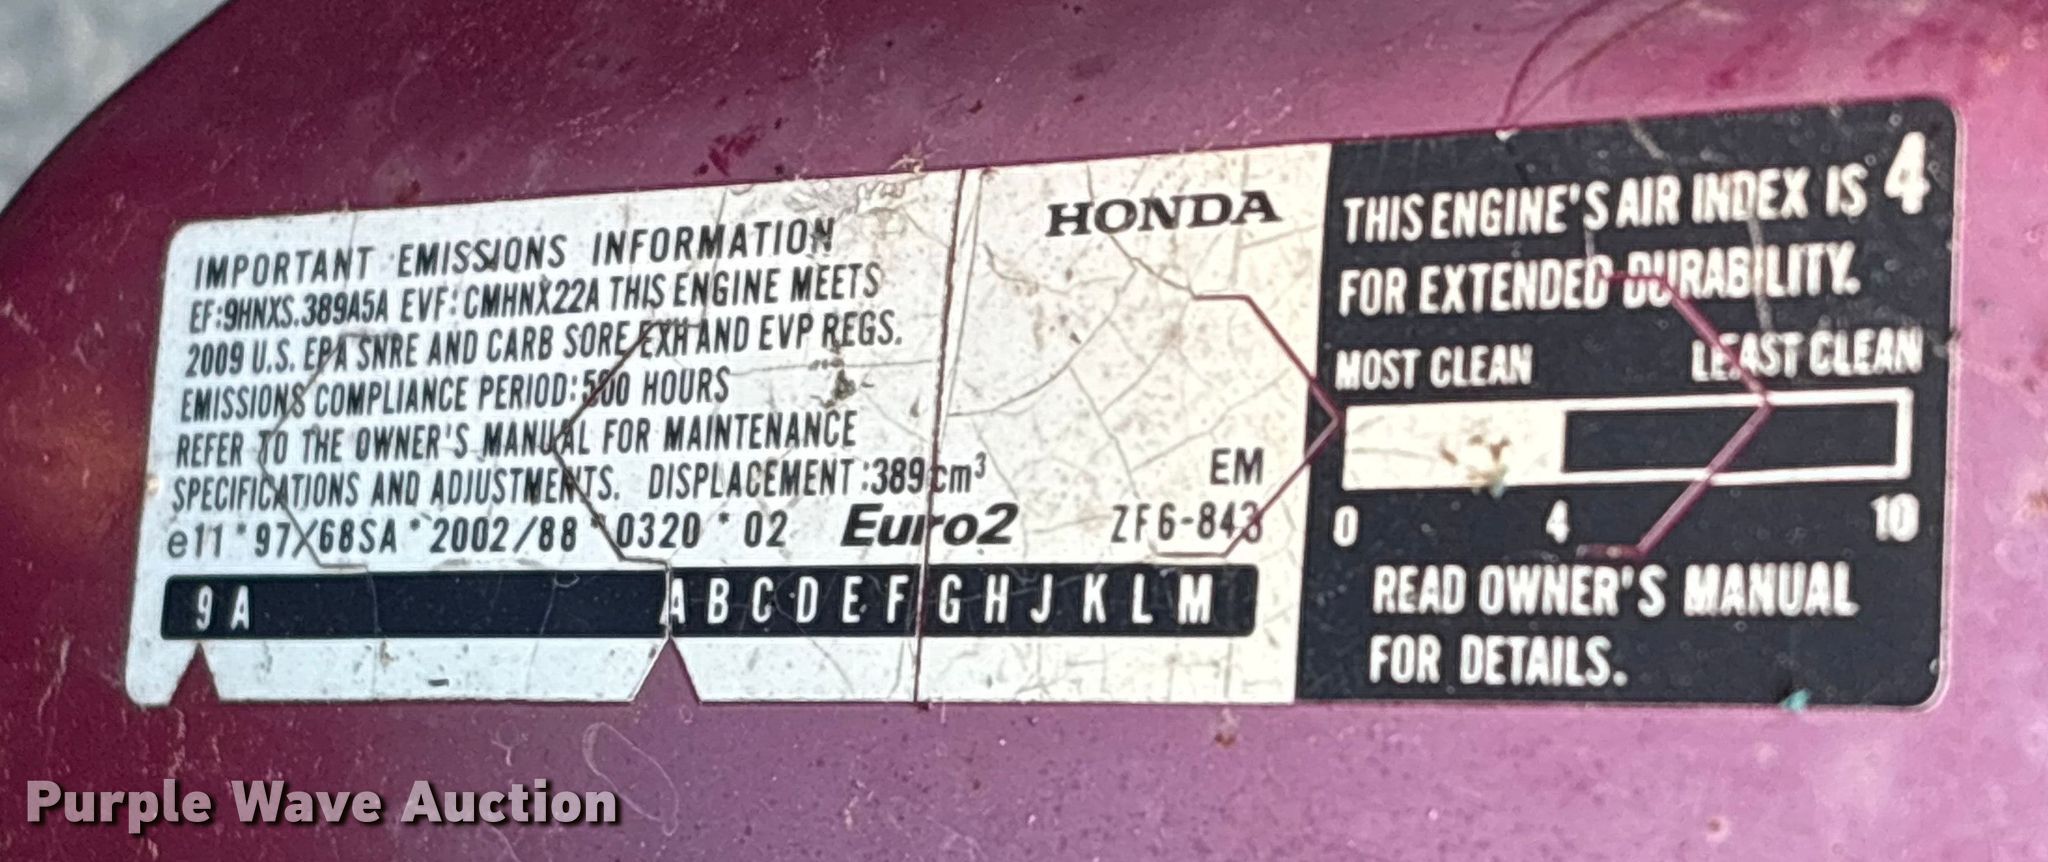 IMPORTANT EMISSIONS INFORMATION
EF:9HNXS.389A5A EVF:CMHNX22A THIS ENGINE MEETS
2009 U.S. EPA SNRE AND CARB SORE EXH AND EVP REGS.
EMISSIONS COMPLIANCE PERIOD:500 HOURS
REFER TO THE OWNER'S MANUAL FOR MAINTENANCE
SPECIFICATIONS AND ADJUSTMENTS. DISPLACEMENT:389cm³
e11*97/68SA*2002/88*0320*02 Euro2
HONDA
EM
ZF6-843
9 A A B C D E F G H J K L M
THIS ENGINE'S AIR INDEX IS 4
FOR EXTENDED DURABILITY.
MOST CLEAN LEAST CLEAN
0 4 10
READ OWNER'S MANUAL
FOR DETAILS.
Purple Wave Auction